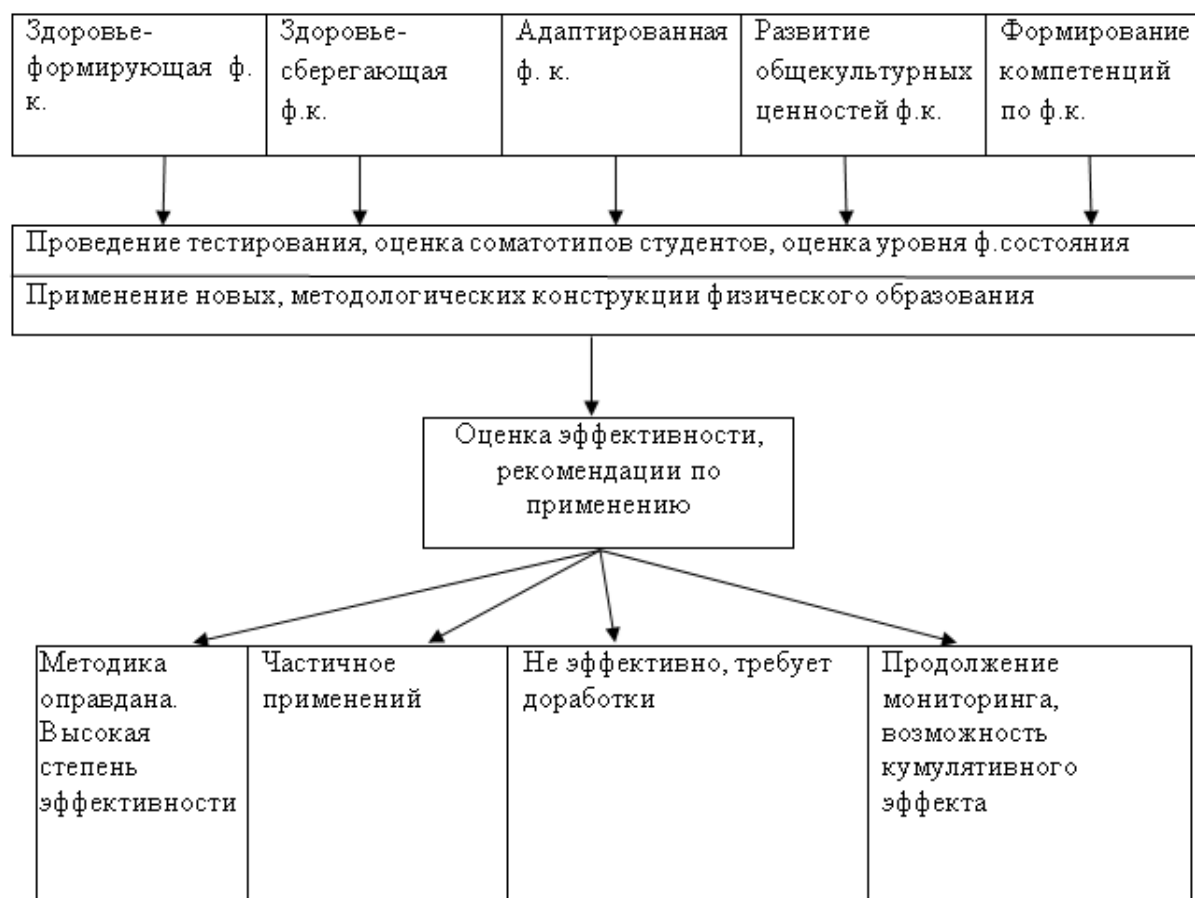 Здоровье-
формирующая ф.
к.
Здоровье-
сберегающая
ф.к.
Адаптированная
ф. к.
Развитие
общекультурных
ценностей ф.к.
Формирование
компетенций
по ф.к.
Проведение тестирования, оценка соматотипов студентов, оценка уровня ф.состояния
Применение новых, методологических конструкции физического образования
Оценка эффективности,
рекомендации по
применению
Методика
оправдана.
Высокая
степень
эффективности
Частичное
применений
Не эффективно, требует
доработки
Продолжение
мониторинга,
возможность
кумулятивного
эффекта